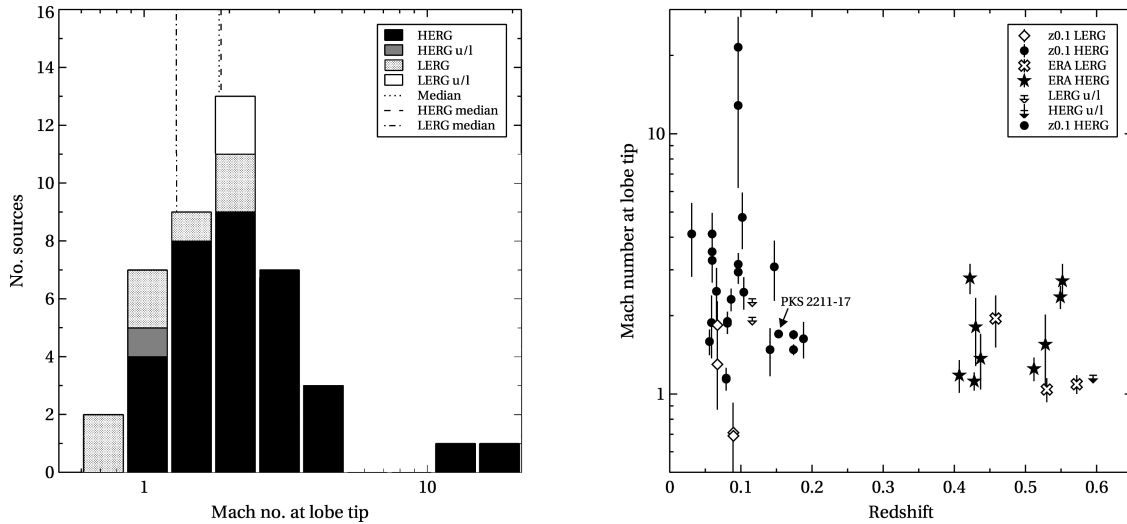 16
14
12
10
8
6
4
2
0
No. sources
1
10
Mach no. at lobe tip
HERG
HERG u/l
LERG
LERG u/l
Median
HERG median
LERG median
10
1
Mach number at lobe tip
0
0.1
0.2
0.3
0.4
0.5
0.6
Redshift
z0.1 LERG
z0.1 HERG
ERA LERG
ERA HERG
LERG u/l
HERG u/l
z0.1 HERG
PKS 2211-17